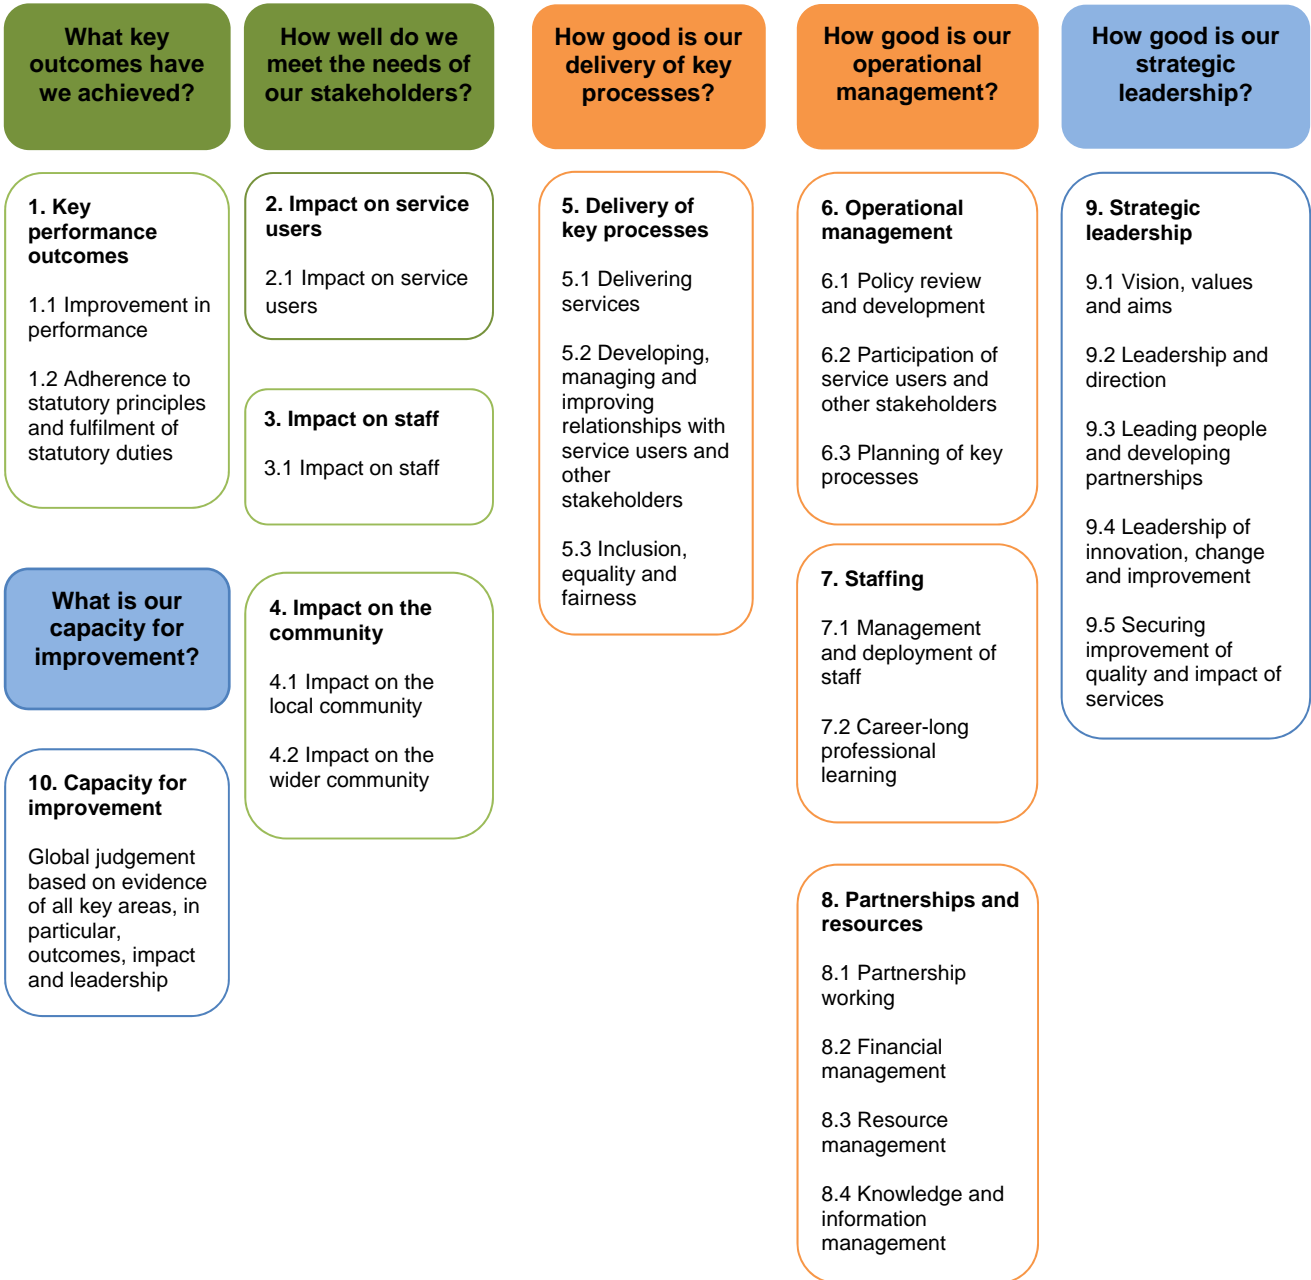 What key
outcomes have
we achieved?
How well do we
meet the needs of
our stakeholders?
How good is our
delivery of key
processes?
How good is our
operational
management?
How good is our
strategic
leadership?
1. Key
performance
outcomes
1.1 Improvement in
performance
1.2 Adherence to
statutory principles
and fulfilment of
statutory duties
What is our
capacity for
improvement?
10. Capacity for
improvement
Global judgement
based on evidence
of all key areas, in
particular,
outcomes, impact
and leadership
2. Impact on service
users
2.1 Impact on service
users
3. Impact on staff
3.1 Impact on staff
4. Impact on the
community
4.1 Impact on the
local community
4.2 Impact on the
wider community
5. Delivery of
key processes
5.1 Delivering
services
5.2 Developing,
managing and
improving
relationships with
service users and
other
stakeholders
5.3 Inclusion,
equality and
fairness
6. Operational
management
6.1 Policy review
and development
6.2 Participation of
service users and
other stakeholders
6.3 Planning of key
processes
7. Staffing
7.1 Management
and deployment of
staff
7.2 Career-long
professional
learning
8. Partnerships and
resources
8.1 Partnership
working
8.2 Financial
management
8.3 Resource
management
8.4 Knowledge and
information
management
9. Strategic
leadership
9.1 Vision, values
and aims
9.2 Leadership and
direction
9.3 Leading people
and developing
partnerships
9.4 Leadership of
innovation, change
and improvement
9.5 Securing
improvement of
quality and impact of
services